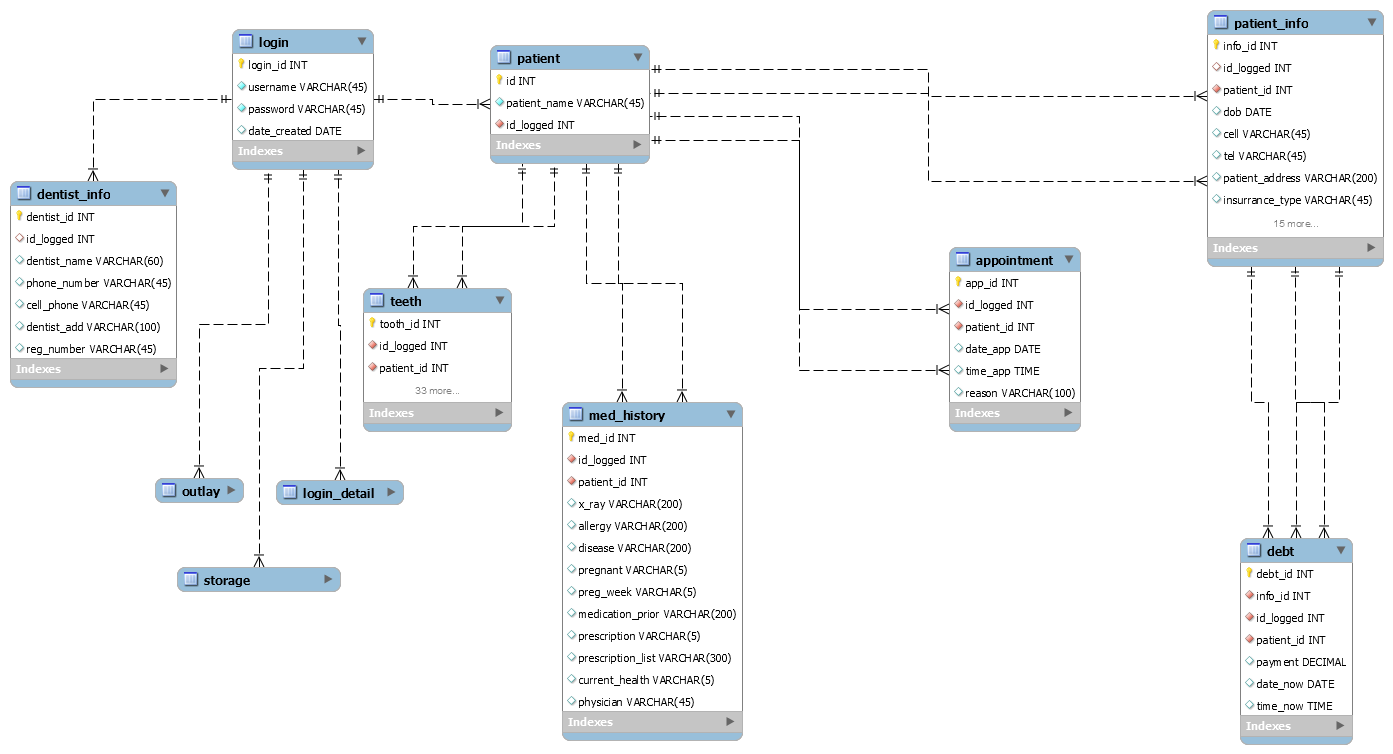 login
login_id INT
username VARCHAR(45)
password VARCHAR(45)
date_created DATE
Indexes
patient
id INT
patient_name VARCHAR(45)
id_logged INT
Indexes
patient_info
info_id INT
id_logged INT
patient_id INT
dob DATE
cell VARCHAR(45)
tel VARCHAR(45)
patient_address VARCHAR(200)
insurrance_type VARCHAR(45)
15 more...
Indexes
dentist_info
dentist_id INT
id_logged INT
dentist_name VARCHAR(60)
phone_number VARCHAR(45)
cell_phone VARCHAR(45)
dentist_add VARCHAR(100)
reg_number VARCHAR(45)
Indexes
teeth
tooth_id INT
id_logged INT
patient_id INT
33 more...
Indexes
appointment
app_id INT
id_logged INT
patient_id INT
date_app DATE
time_app TIME
reason VARCHAR(100)
Indexes
med_history
med_id INT
id_logged INT
patient_id INT
x_ray VARCHAR(200)
allergy VARCHAR(200)
disease VARCHAR(200)
pregnant VARCHAR(5)
preg_week VARCHAR(5)
medication_prior VARCHAR(200)
prescription VARCHAR(5)
prescription_list VARCHAR(300)
current_health VARCHAR(5)
physician VARCHAR(45)
Indexes
outlay
login_detail
storage
debt
debt_id INT
info_id INT
id_logged INT
patient_id INT
payment DECIMAL
date_now DATE
time_now TIME
Indexes